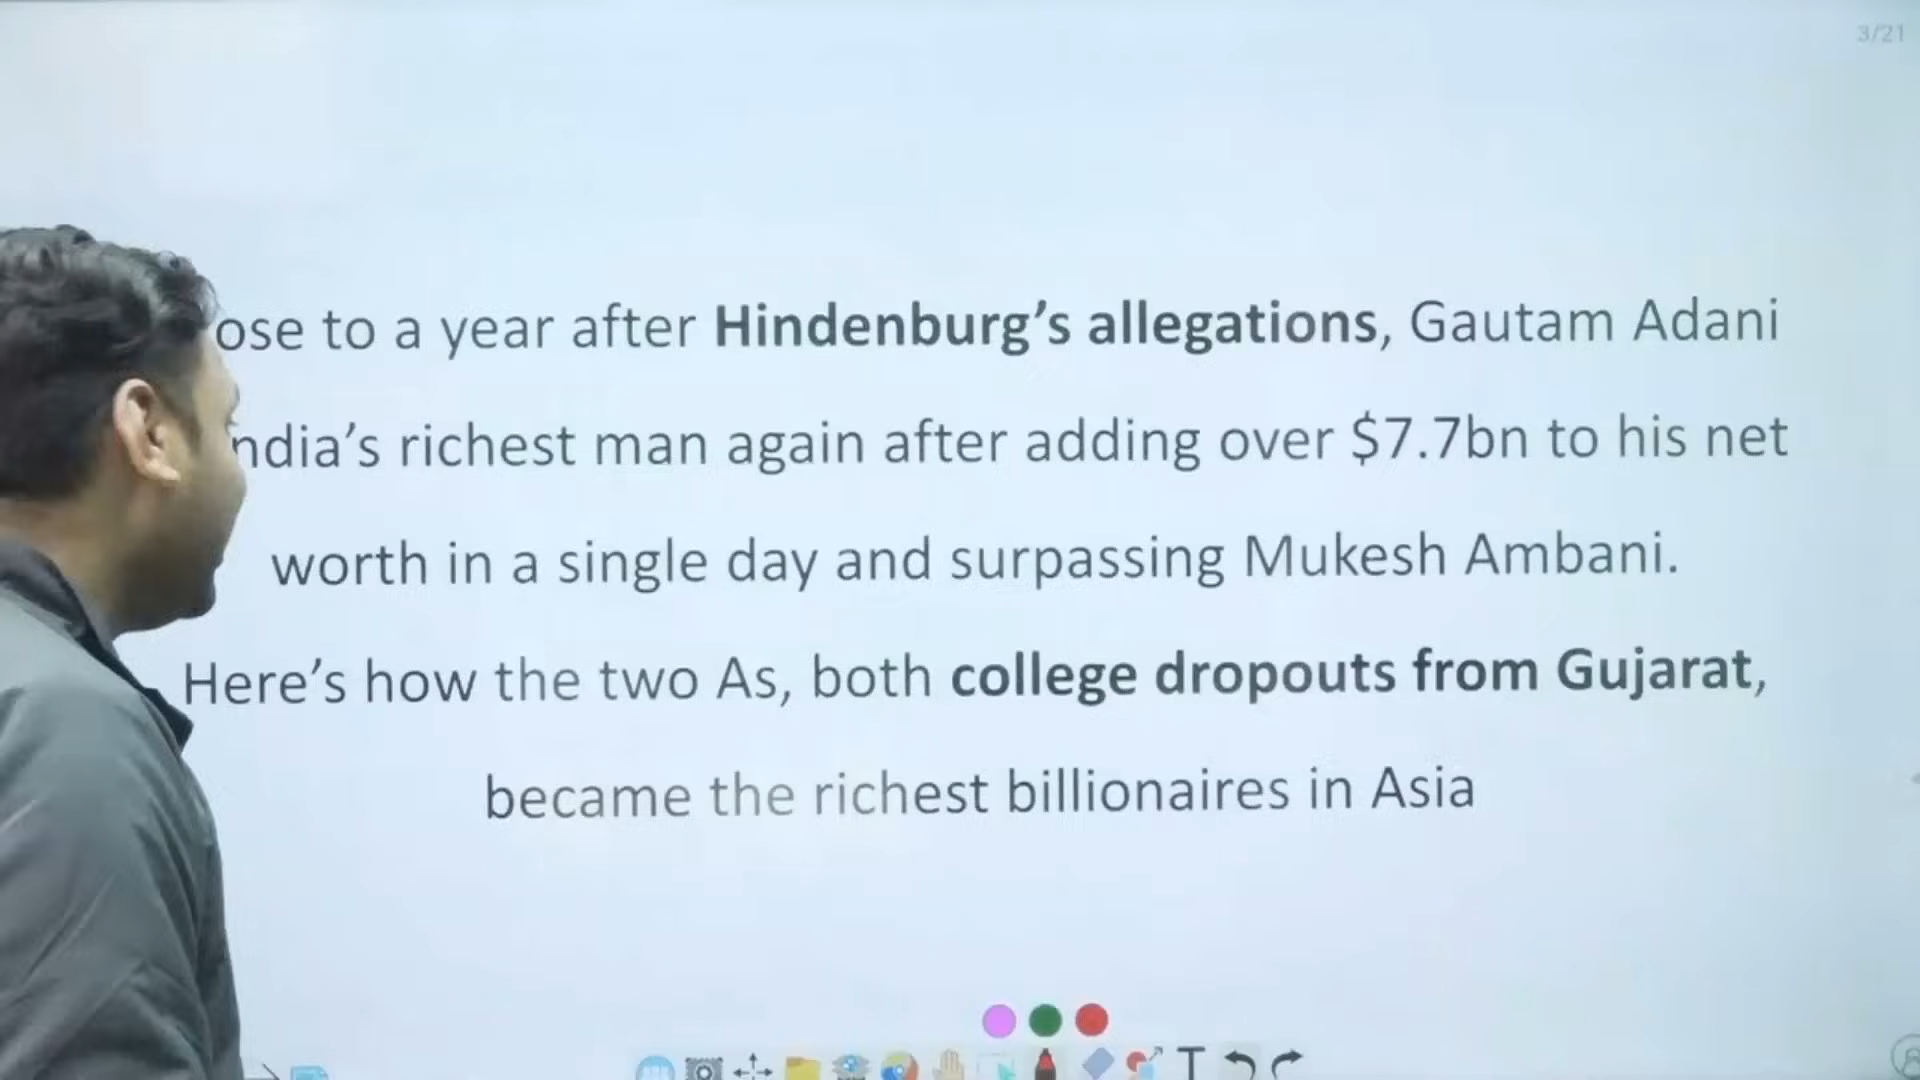 3/21
ose to a year after Hindenburg’s allegations, Gautam Adani
ndia’s richest man again after adding over $7.7bn to his net
worth in a single day and surpassing Mukesh Ambani.
Here’s how the two As, both college dropouts from Gujarat,
became the richest billionaires in Asia
T